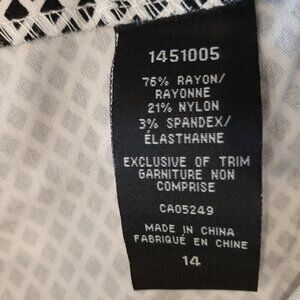 1451005
76% RAYON/
RAYONNE
21% NYLON
3% SPANDEX/
ÉLASTHANNE
EXCLUSIVE OF TRIM
GARNITURE NON
COMPRISE
CA05249
MADE IN CHINA
FABRIQUÉ EN CHINE
14